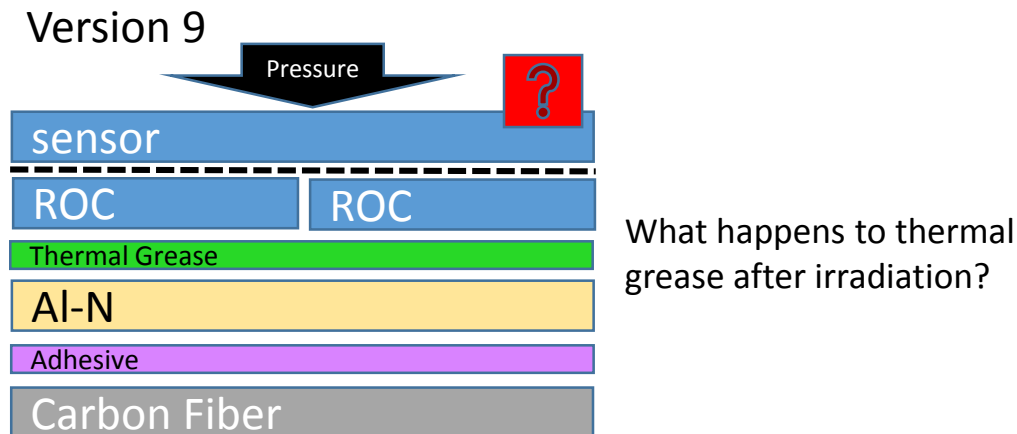 Version 9
Pressure
?
sensor
ROC ROC
Thermal Grease
Al-N
Adhesive
Carbon Fiber
What happens to thermal
grease after irradiation?